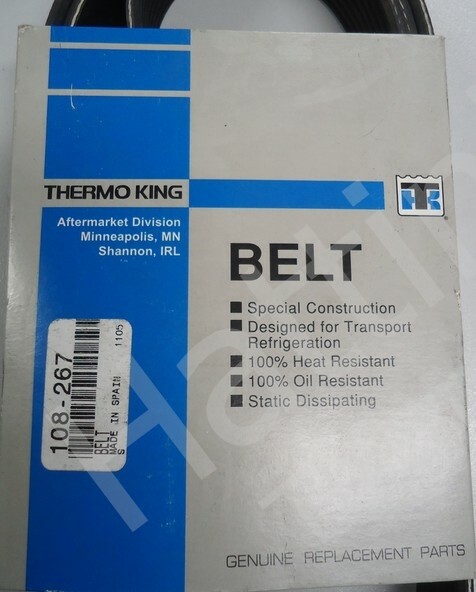 THERMO KING
Aftermarket Division
Minneapolis, MN
Shannon, IRL
TK
BELT
■ Special Construction
■ Designed for Transport
Refrigeration
■ 100% Heat Resistant
■ 100% Oil Resistant
■ Static Dissipating
108-267
BELT
MADE IN SPAIN 1105
S
GENUINE REPLACEMENT PARTS